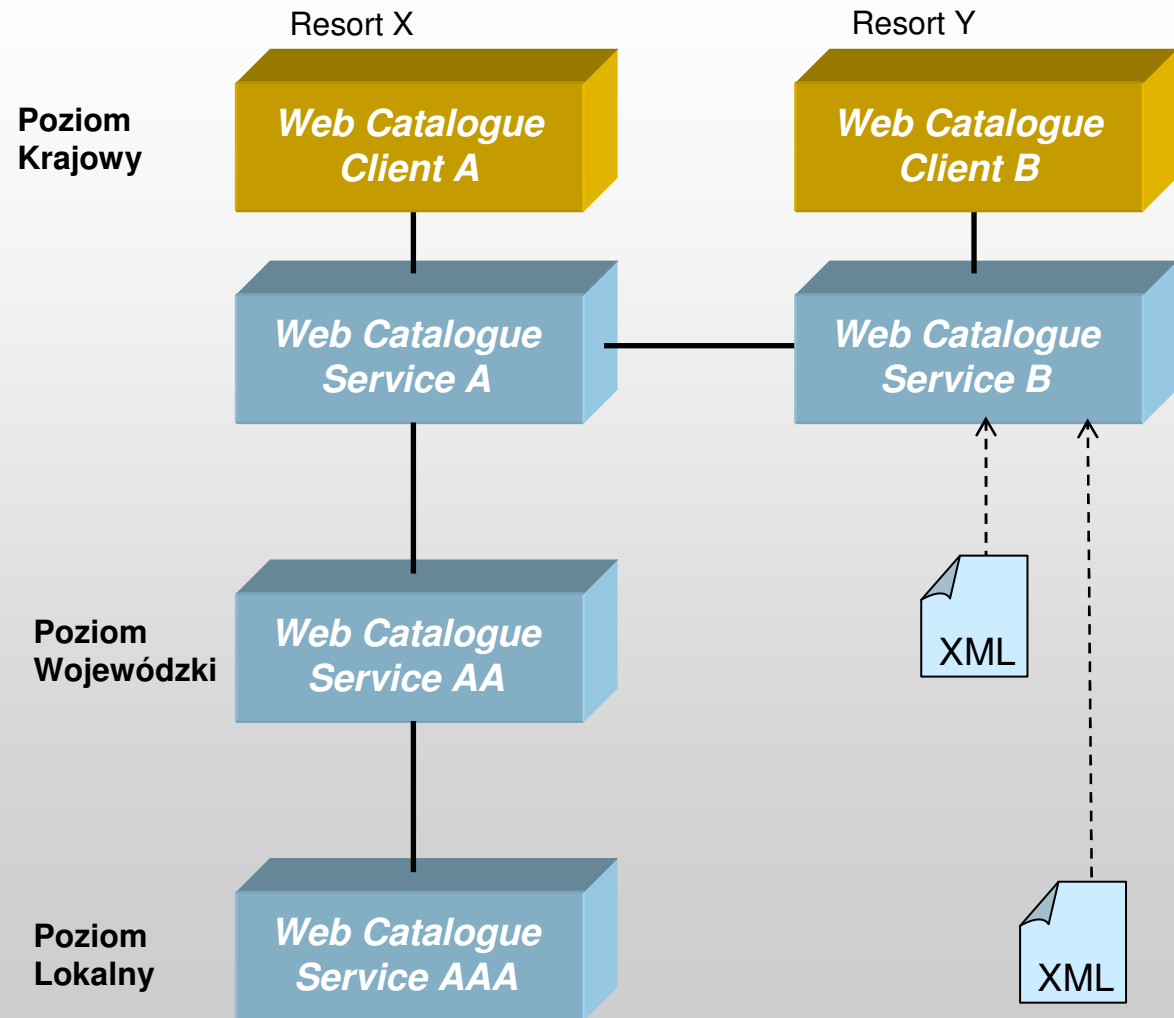 Resort X
Resort Y
Poziom
Krajowy
Web Catalogue
Client A
Web Catalogue
Client B
Web Catalogue
Service A
Web Catalogue
Service B
Poziom
Wojewódzki
Web Catalogue
Service AA
XML
Poziom
Lokalny
Web Catalogue
Service AAA
XML